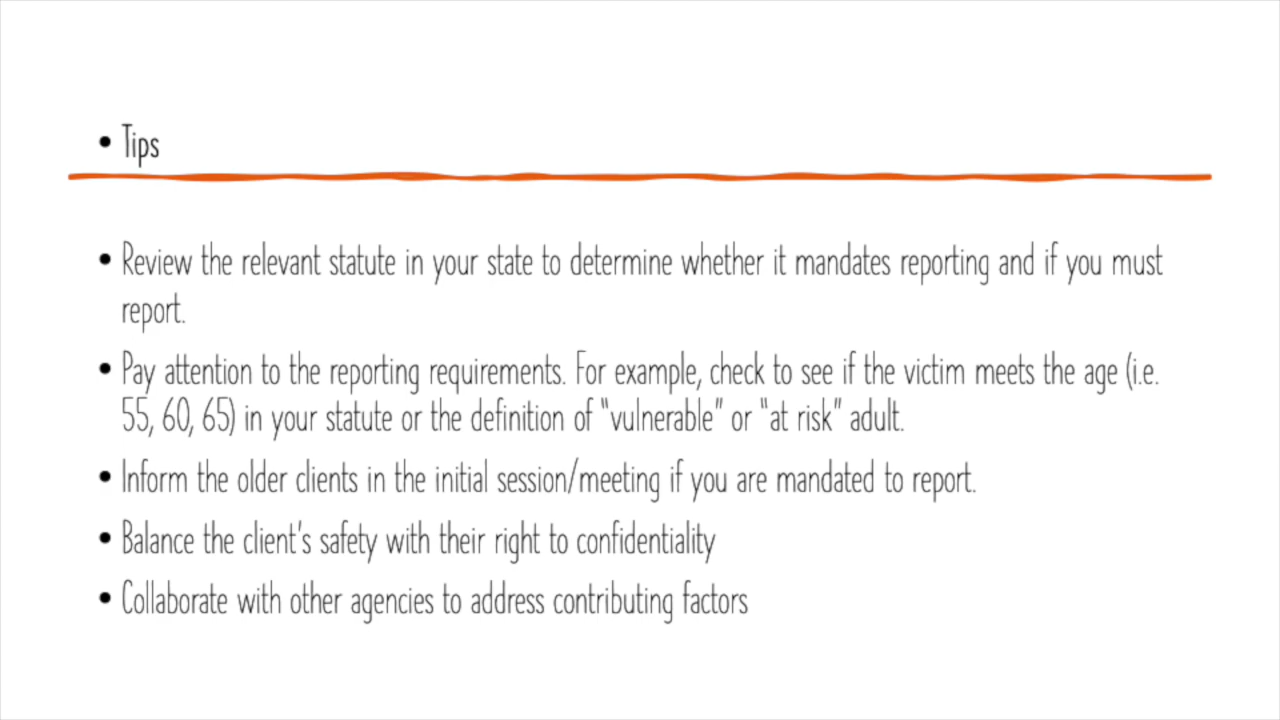 • Tips
• Review the relevant statute in your state to determine whether it mandates reporting and if you must
report.
• Pay attention to the reporting requirements. For example, check to see if the victim meets the age (i.e.
55, 60, 65) in your statute or the definition of “vulnerable” or “at risk” adult.
• Inform the older clients in the initial session/meeting if you are mandated to report.
• Balance the client's safety with their right to confidentiality
• Collaborate with other agencies to address contributing factors